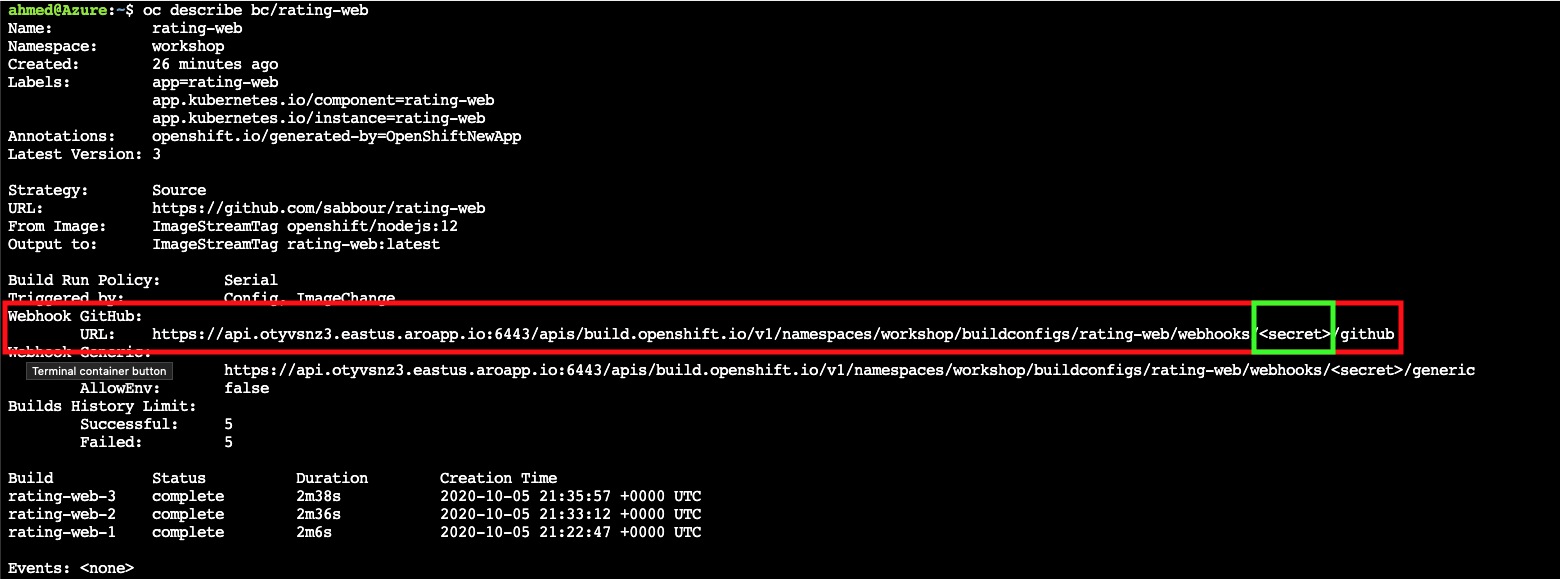 ahmed@Azure:~$ oc describe bc/rating-web
Name: rating-web
Namespace: workshop
Created: 26 minutes ago
Labels: app=rating-web
app.kubernetes.io/component=rating-web
app.kubernetes.io/instance=rating-web
Annotations: openshift.io/generated-by=OpenShiftNewApp
Latest Version: 3
Strategy: Source
URL: https://github.com/sabbour/rating-web
From Image: ImageStreamTag openshift/nodejs:12
Output to: ImageStreamTag rating-web:latest
Build Run Policy: Serial
Triggered by: Config, ImageChange
Webhook GitHub:
URL: https://api.otyvsnz3.eastus.aroapp.io:6443/apis/build.openshift.io/v1/namespaces/workshop/buildconfigs/rating-web/webhooks/<secret>/github
Webhook Generic:
Terminal container button https://api.otyvsnz3.eastus.aroapp.io:6443/apis/build.openshift.io/v1/namespaces/workshop/buildconfigs/rating-web/webhooks/<secret>/generic
AllowEnv: false
Builds History Limit:
Successful: 5
Failed: 5
Build Status Duration Creation Time
rating-web-3 complete 2m38s 2020-10-05 21:35:57 +0000 UTC
rating-web-2 complete 2m36s 2020-10-05 21:33:12 +0000 UTC
rating-web-1 complete 2m6s 2020-10-05 21:22:47 +0000 UTC
Events: <none>